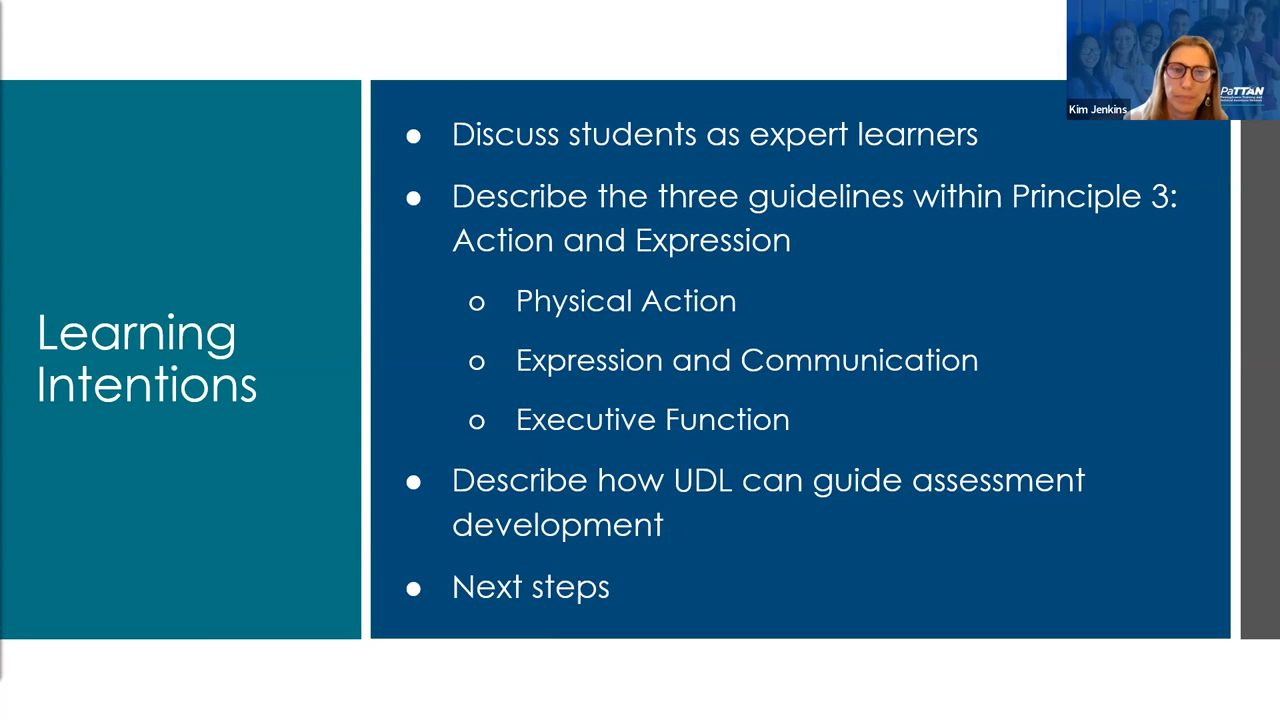 Kim Jenkins
PaTTAN
Learning
Intentions
● Discuss students as expert learners
● Describe the three guidelines within Principle 3:
Action and Expression
o Physical Action
o Expression and Communication
o Executive Function
● Describe how UDL can guide assessment
development
● Next steps